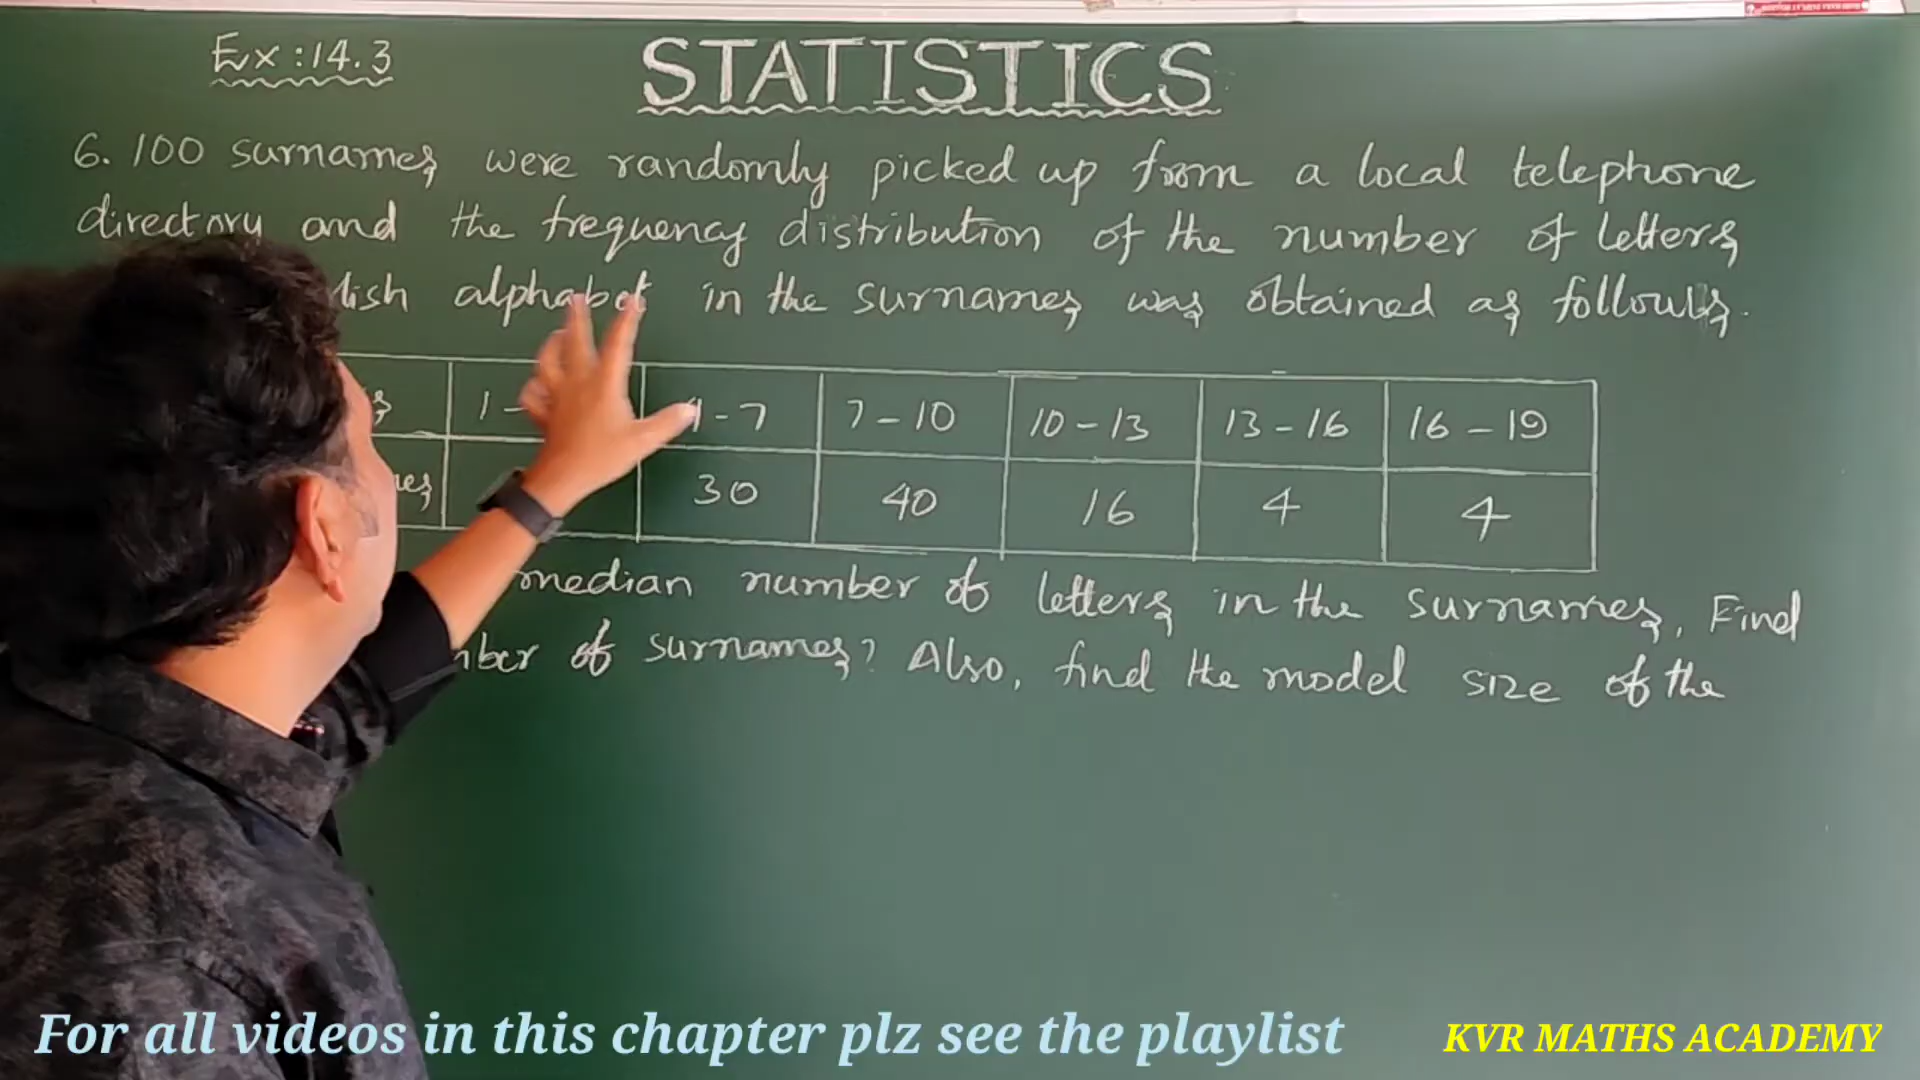 Ex:14.3
STATISTICS
6. 100 surnames were randomly picked up from a local telephone
directory and the frequency distribution of the number of letters
lish alphabet in the surnames was obtained as follows.
1 - 4-7 7-10 10-13 13-16 16-19
30 40 16 4 4
median number of letters in the surnames, Find
mber of surnames? Also, find the model size of the
For all videos in this chapter plz see the playlist
KVR MATHS ACADEMY